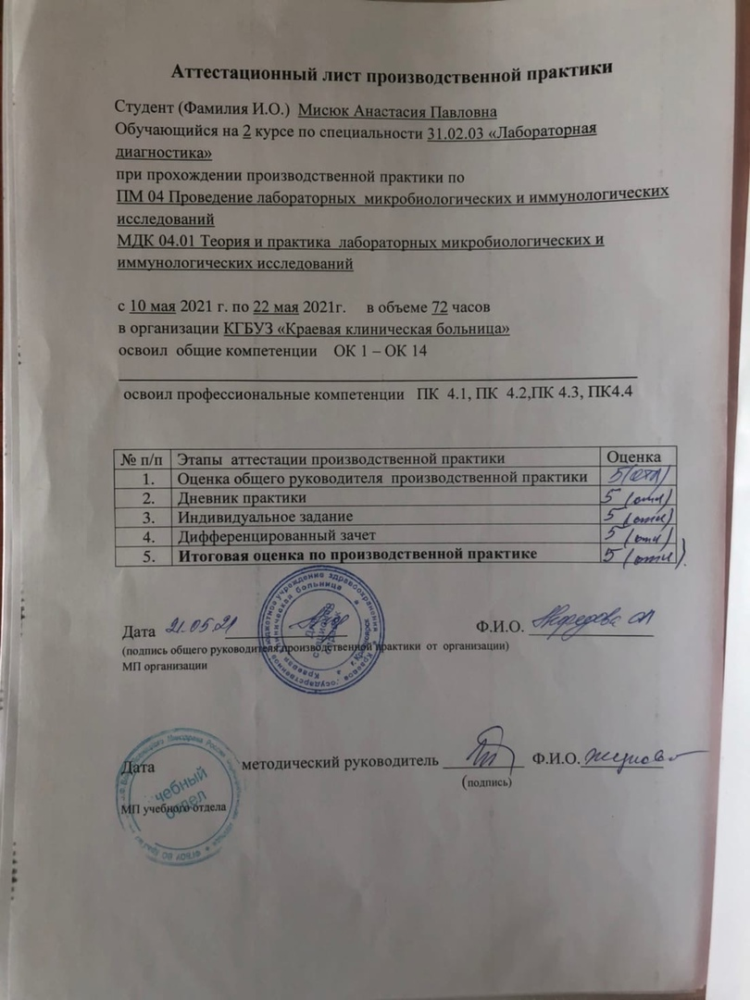 Аттестационный лист производственной практики
Студент (Фамилия И.О.) Мисюк Анастасия Павловна
Обучающийся на 2 курсе по специальности 31.02.03 «Лабораторная
диагностика»
при прохождении производственной практики по
ПМ 04 Проведение лабораторных микробиологических и иммунологических
исследований
МДК 04.01 Теория и практика лабораторных микробиологических и
иммунологических исследований
с 10 мая 2021 г. по 22 мая 2021г. в объеме 72 часов
в организации КГБУЗ «Краевая клиническая больница»
освоил общие компетенции ОК 1 – ОК 14
освоил профессиональные компетенции ПК 4.1, ПК 4.2,ПК 4.3, ПК4.4
№ п/п Этапы аттестации производственной практики Оценка
1. Оценка общего руководителя производственной практики 5 (отл)
2. Дневник практики 5 (отл)
3. Индивидуальное задание 5 (отл)
4. Дифференцированный зачет 5 (отл)
5. Итоговая оценка по производственной практике 5 (отл)
Дата 21.05.21 Ф.И.О.
(подпись общего руководителя производственной практики от организации)
МП организации
Дата методический руководитель Ф.И.О.
(подпись)
МП учебного отдела
чебный
отдел